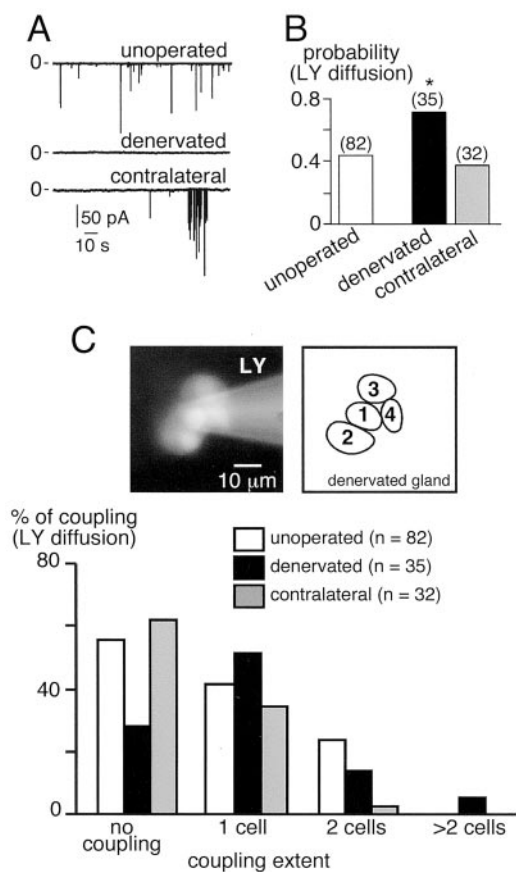 A
unoperated
0-
denervated
0-
contralateral
0-
50 pA
10 s
B
probability
(LY diffusion)
*
(82)
(35)
(32)
0.8
0.4
0
unoperated
denervated
contralateral
C
LY
10 μm
3
1
4
2
denervated gland
% of coupling
(LY diffusion)
unoperated (n = 82)
denervated (n = 35)
contralateral (n = 32)
80
40
0
no coupling
1 cell
2 cells
>2 cells
coupling extent